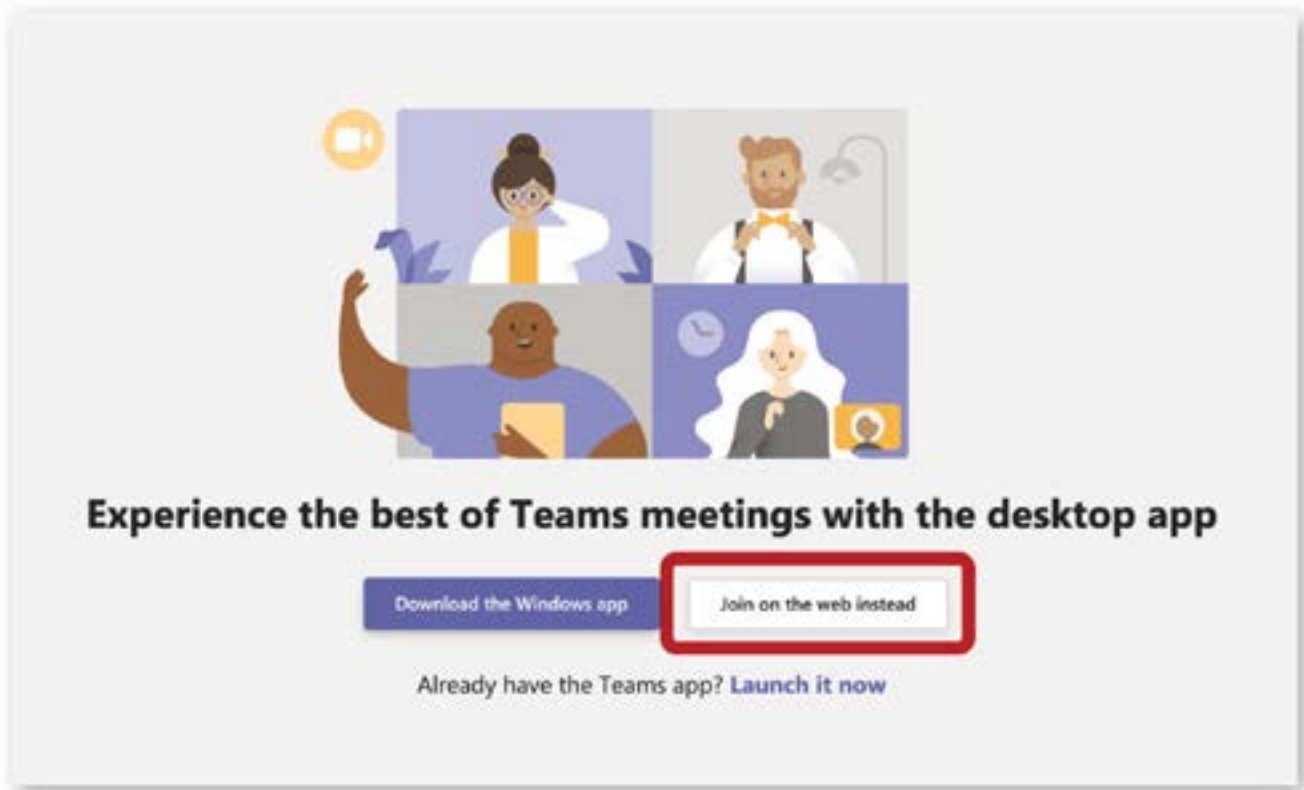 Experience the best of Teams meetings with the desktop app
Download the Windows app
Join on the web instead
Already have the Teams app? Launch it now